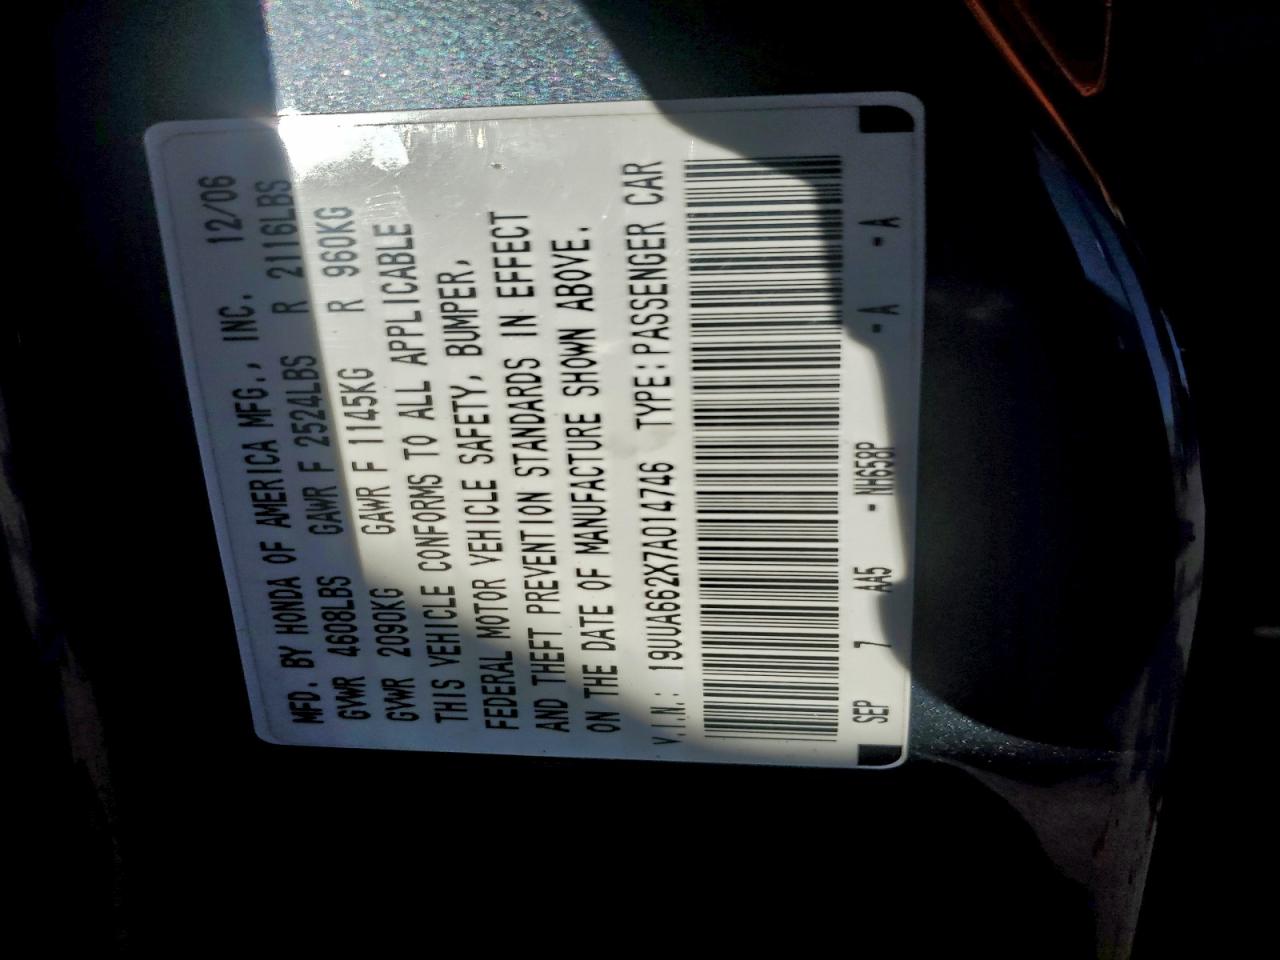 MFD. BY HONDA OF AMERICA MFG., INC. 12/06
GVWR 4608LBS GAWR F 2524LBS R 2116LBS
GVWR 2090KG GAWR F 1145KG R 960KG
THIS VEHICLE CONFORMS TO ALL APPLICABLE
FEDERAL MOTOR VEHICLE SAFETY, BUMPER,
AND THEFT PREVENTION STANDARDS IN EFFECT
ON THE DATE OF MANUFACTURE SHOWN ABOVE.
V.I.N.: 19UUA662X7A014746 TYPE:PASSENGER CAR
SEP 7 AA5 - NH658P - A - A